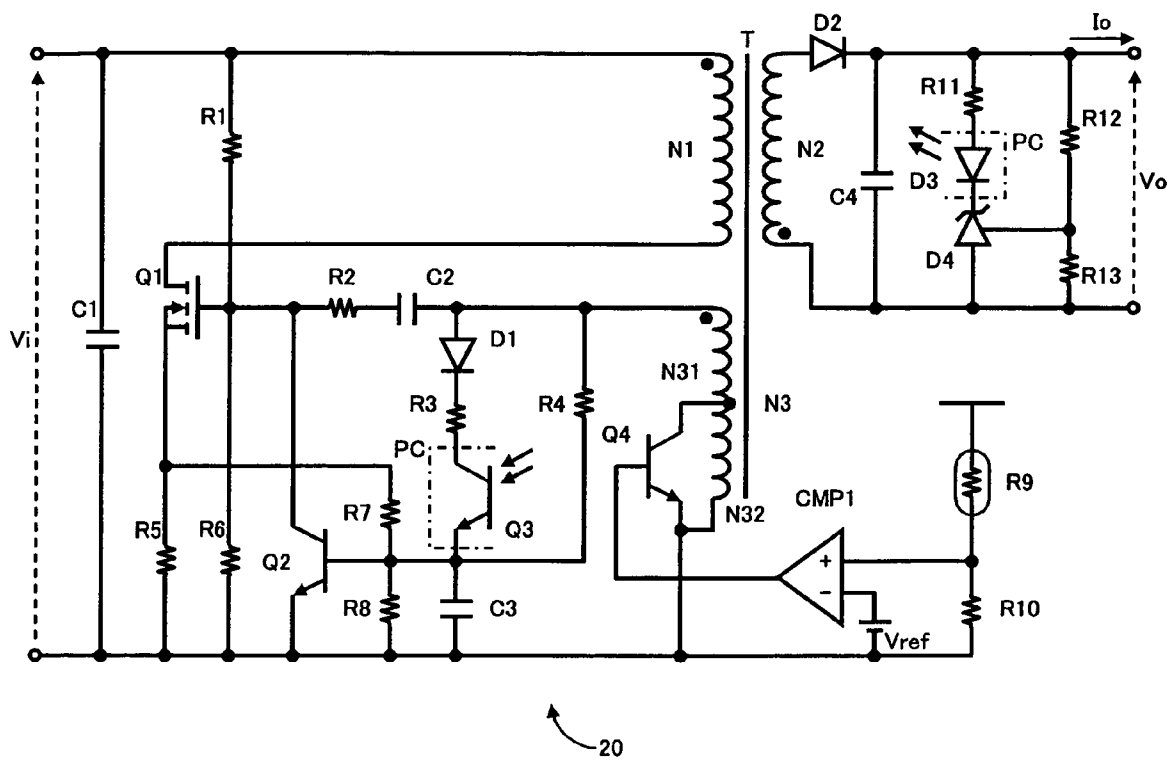 D2
Io
T
R11
R12
R1
N1
N2
PC
C4
D3
Vo
D4
R13
Q1
R2
C2
C1
Vi
D1
N31
R3
R4
N3
Q4
PC
R9
CMP1
R7
N32
R5
R6
Q3
Q2
+
R8
C3
-
R10
Vref
20